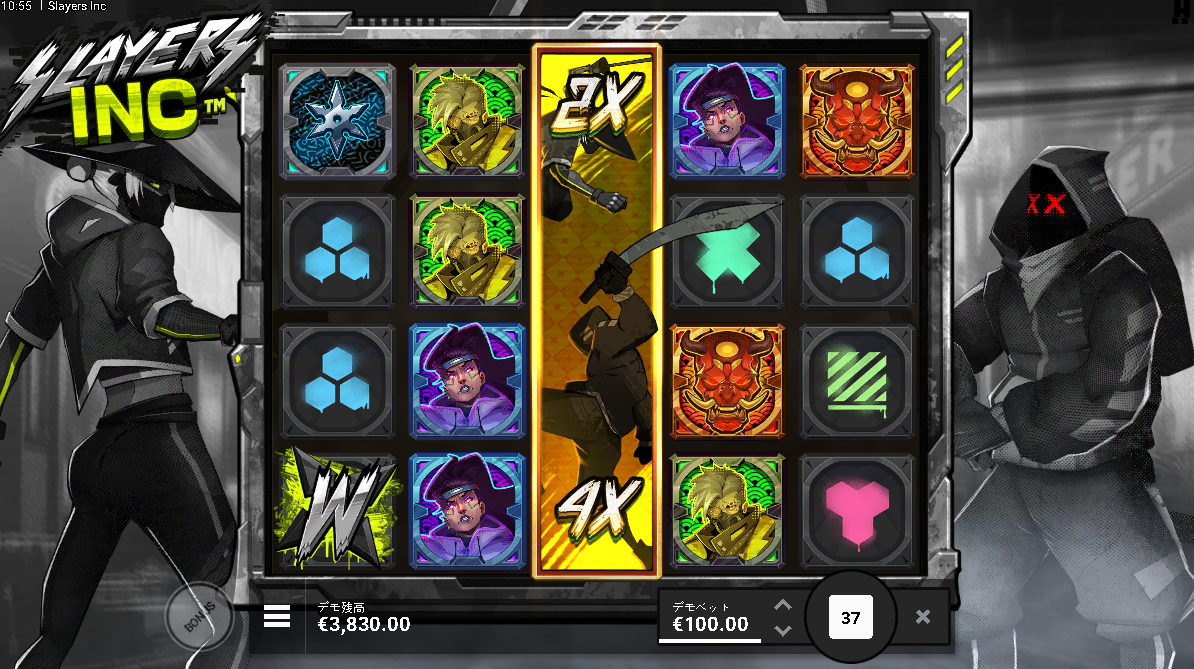 10:55 | Slayers Inc
SLAYERS
INC™
2X
XX
W
4X
BONUS
デモ残高
€3,830.00
デモベット
€100.00
37